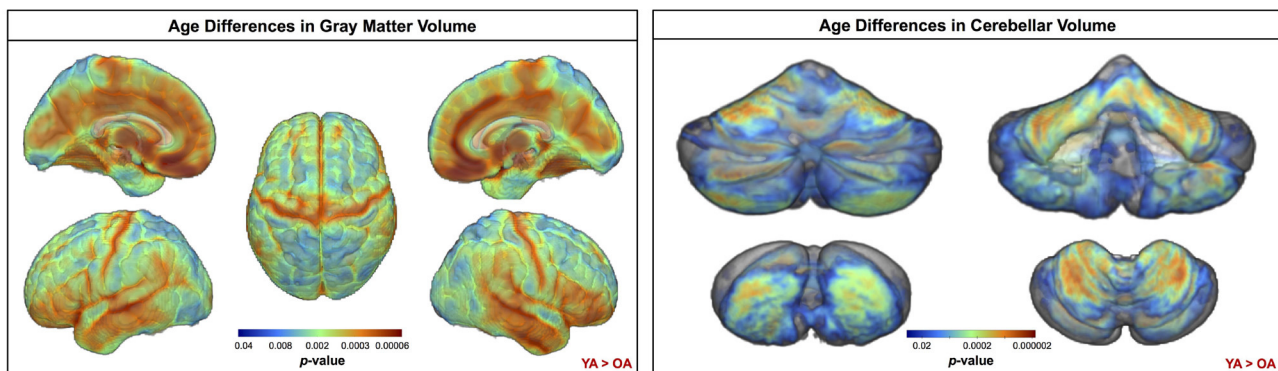 Age Differences in Gray Matter Volume
0.04 0.008 0.002 0.0003 0.00006
p-value
YA > OA
Age Differences in Cerebellar Volume
0.02 0.0002 0.000002
p-value
YA > OA